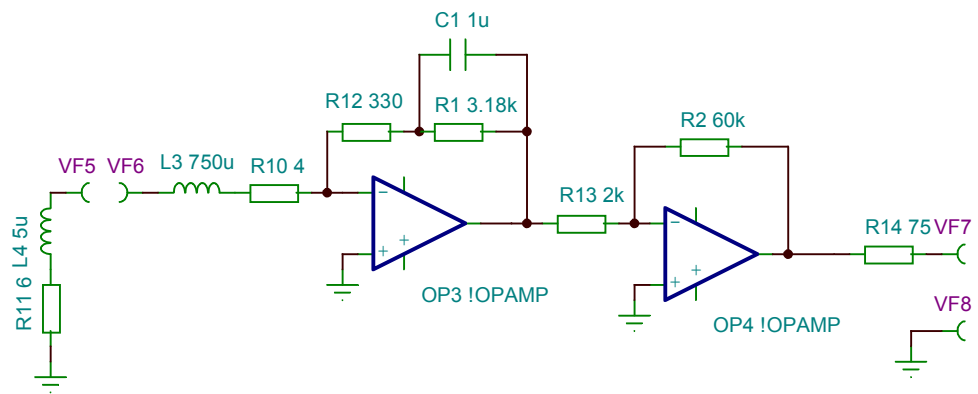 C1 1u
R12 330
R1 3.18k
R2 60k
VF5
VF6
L3 750u
R10 4
R13 2k
R14 75
VF7
L4 5u
R11 6
OP3 !OPAMP
OP4 !OPAMP
VF8